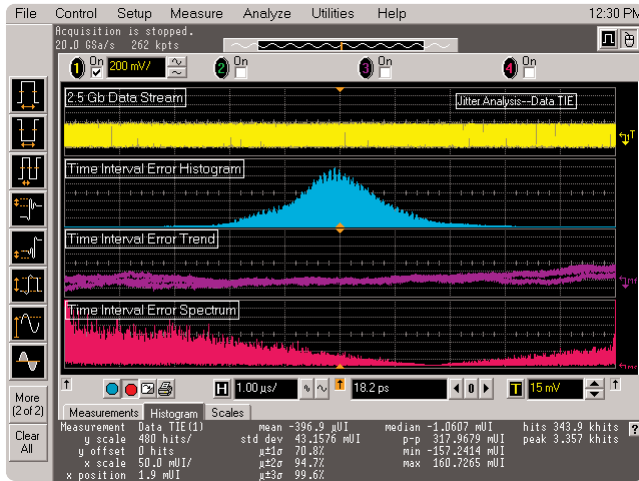 File Control Setup Measure Analyze Utilities Help 12:30 PM
Acquisition is stopped.
20.0 GSa/s 262 kpts
1 On 200 mV/ 2 On 3 On 4 On
2.5 Gb Data Stream
Jitter Analysis--Data TIE
T
Time Interval Error Histogram
Time Interval Error Trend
Time Interval Error Spectrum
More
(2 of 2)
Clear
All
H 1.00 µs/ 18.2 ps 0 T 15 mV
Measurements Histogram Scales
Measurement Data TIE(1) mean -396.9 µUI median -1.0607 mUI hits 343.9 khits ?
y scale 480 hits/ std dev 43.1576 mUI p-p 317.9679 mUI peak 3.357 khits
y offset 0 hits µ±1σ 70.8% min -157.2414 mUI
x scale 50.0 mUI/ µ±2σ 94.7% max 160.7265 mUI
x position 1.9 mUI µ±3σ 99.6%